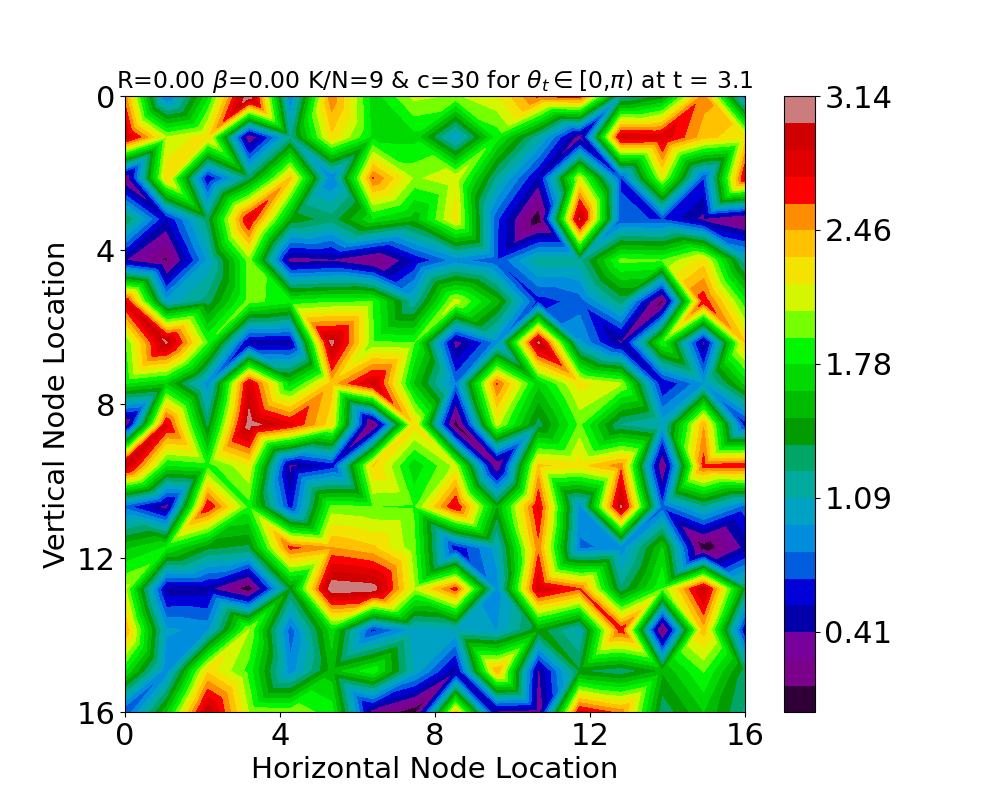 R=0.00 β=0.00 K/N=9 & c=30 for θ_t ∈ [0,π) at t = 3.1
0
4
8
12
16
Vertical Node Location
0 4 8 12 16
Horizontal Node Location
3.14
2.46
1.78
1.09
0.41